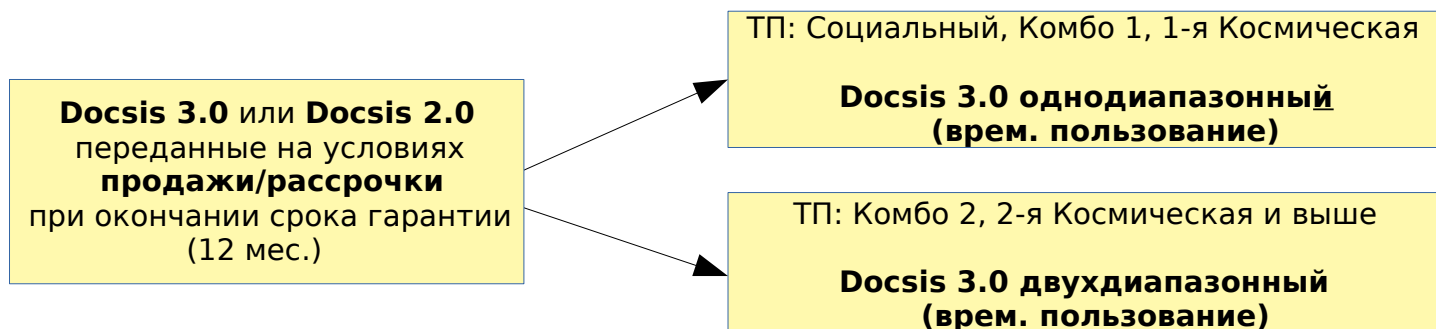 Docsis 3.0 или Docsis 2.0
переданные на условиях
продажи/рассрочки
при окончании срока гарантии
(12 мес.)
ТП: Социальный, Комбо 1, 1-я Космическая
Docsis 3.0 однодиапазонный
(врем. пользование)
ТП: Комбо 2, 2-я Космическая и выше
Docsis 3.0 двухдиапазонный
(врем. пользование)